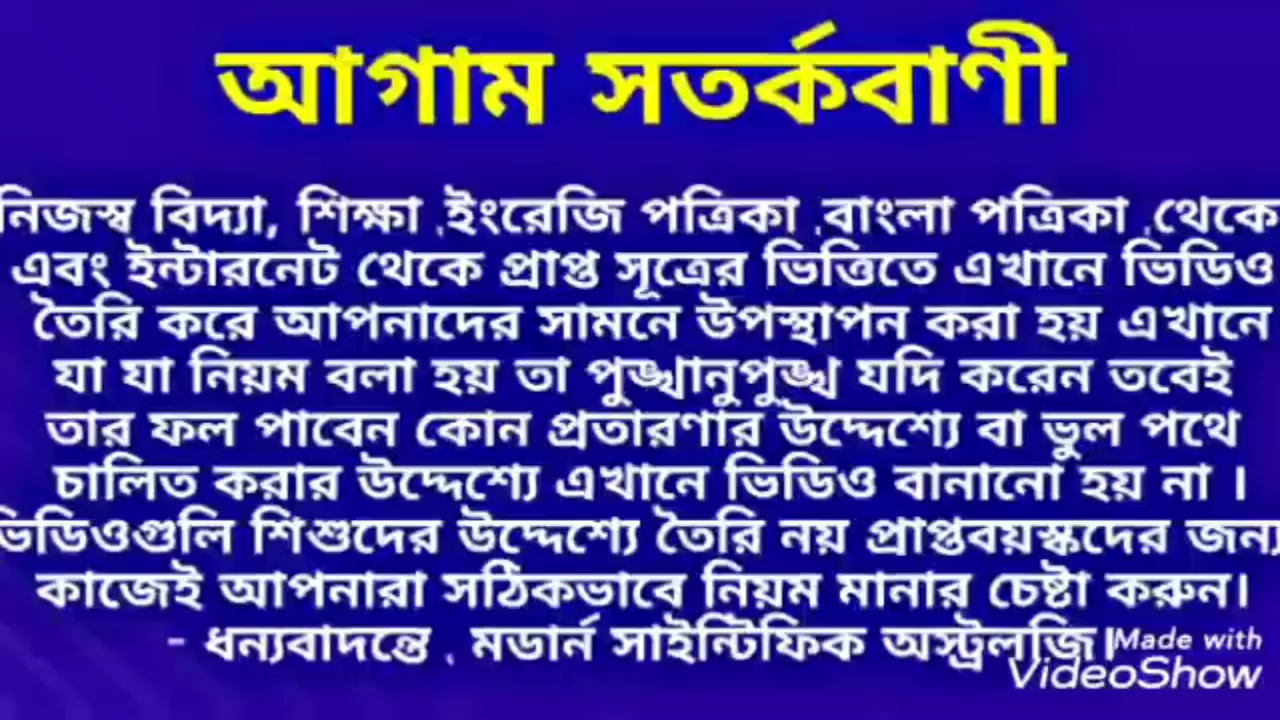 আগাম সতর্কবাণী
নিজস্ব বিদ্যা, শিক্ষা ,ইংরেজি পত্রিকা ,বাংলা পত্রিকা ,থেকে
এবং ইন্টারনেট থেকে প্রাপ্ত সূত্রের ভিত্তিতে এখানে ভিডিও
তৈরি করে আপনাদের সামনে উপস্থাপন করা হয় এখানে
যা যা নিয়ম বলা হয় তা পুঙ্খানুপুঙ্খ যদি করেন তবেই
তার ফল পাবেন কোন প্রতারণার উদ্দেশ্যে বা ভুল পথে
চালিত করার উদ্দেশ্যে এখানে ভিডিও বানানো হয় না ।
ভিডিওগুলি শিশুদের উদ্দেশ্যে তৈরি নয় প্রাপ্তবয়স্কদের জন্য
কাজেই আপনারা সঠিকভাবে নিয়ম মানার চেষ্টা করুন।
- ধন্যবাদন্তে , মডার্ন সাইন্টিফিক অস্ট্রলজি।
Made with
VideoShow